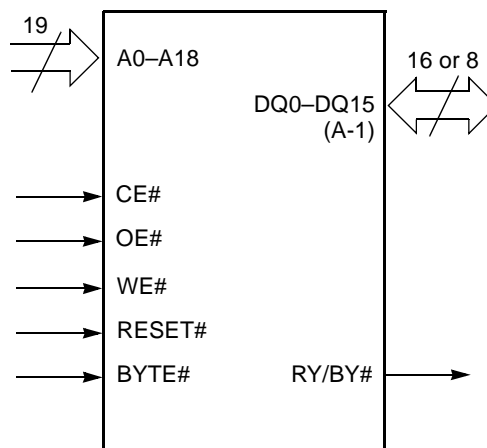 19
A0–A18
16 or 8
DQ0–DQ15
(A-1)
CE#
OE#
WE#
RESET#
BYTE#
RY/BY#